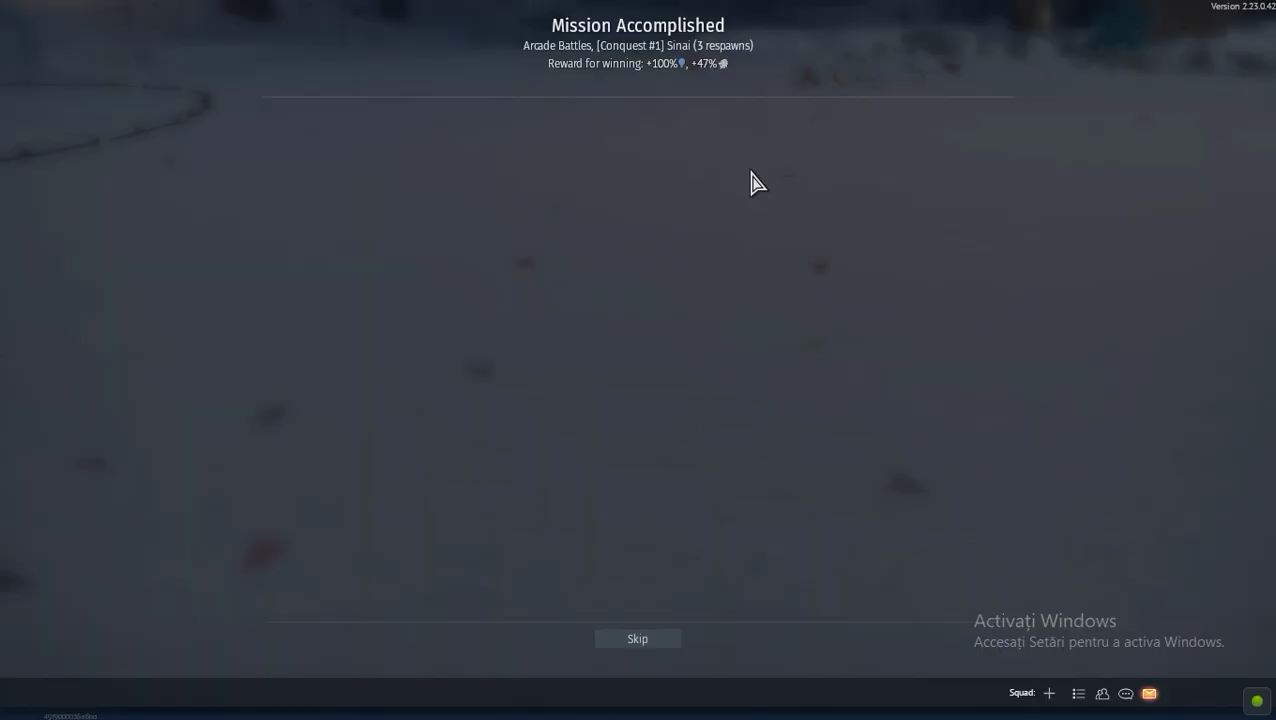 Version 2.23.0.42
Mission Accomplished
Arcade Battles, [Conquest #1] Sinai (3 respawns)
Reward for winning: +100%, +47%
Skip
Activați Windows
Accesați Setări pentru a activa Windows.
Squad: